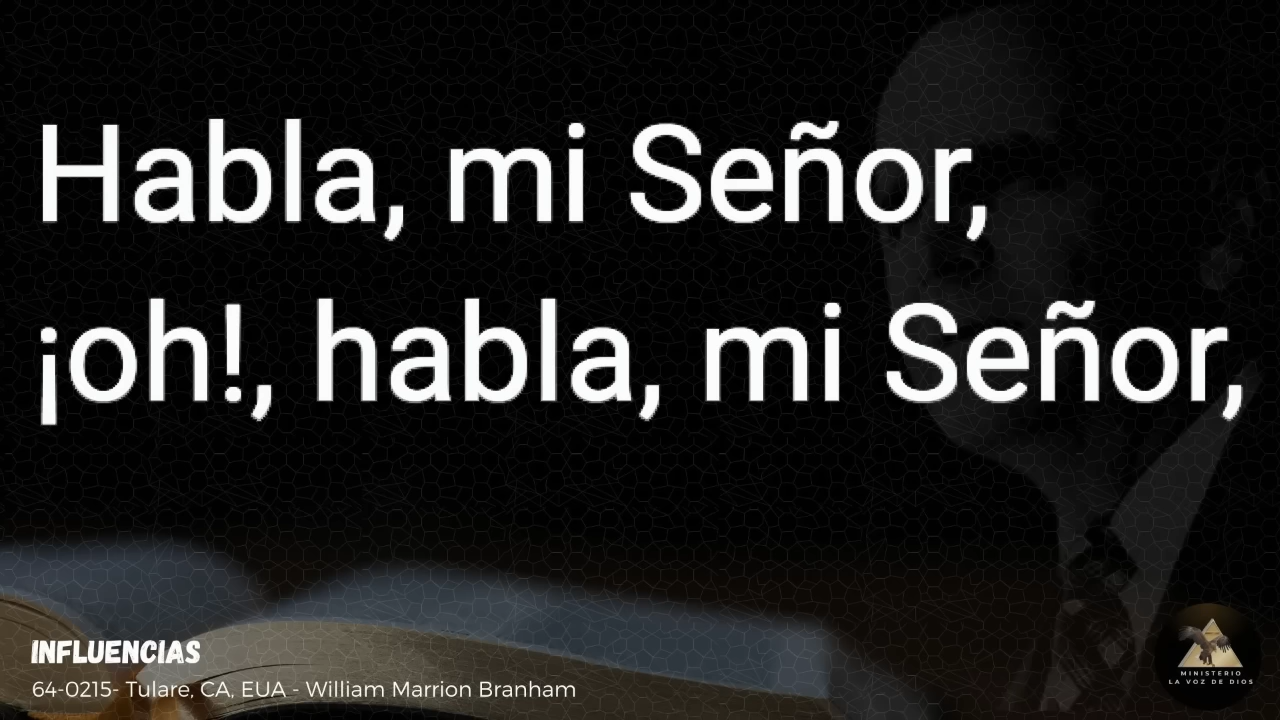 Habla, mi Señor,
¡oh!, habla, mi Señor,
INFLUENCIAS
64-0215- Tulare, CA, EUA - William Marrion Branham
MINISTERIO
LA VOZ DE DIOS